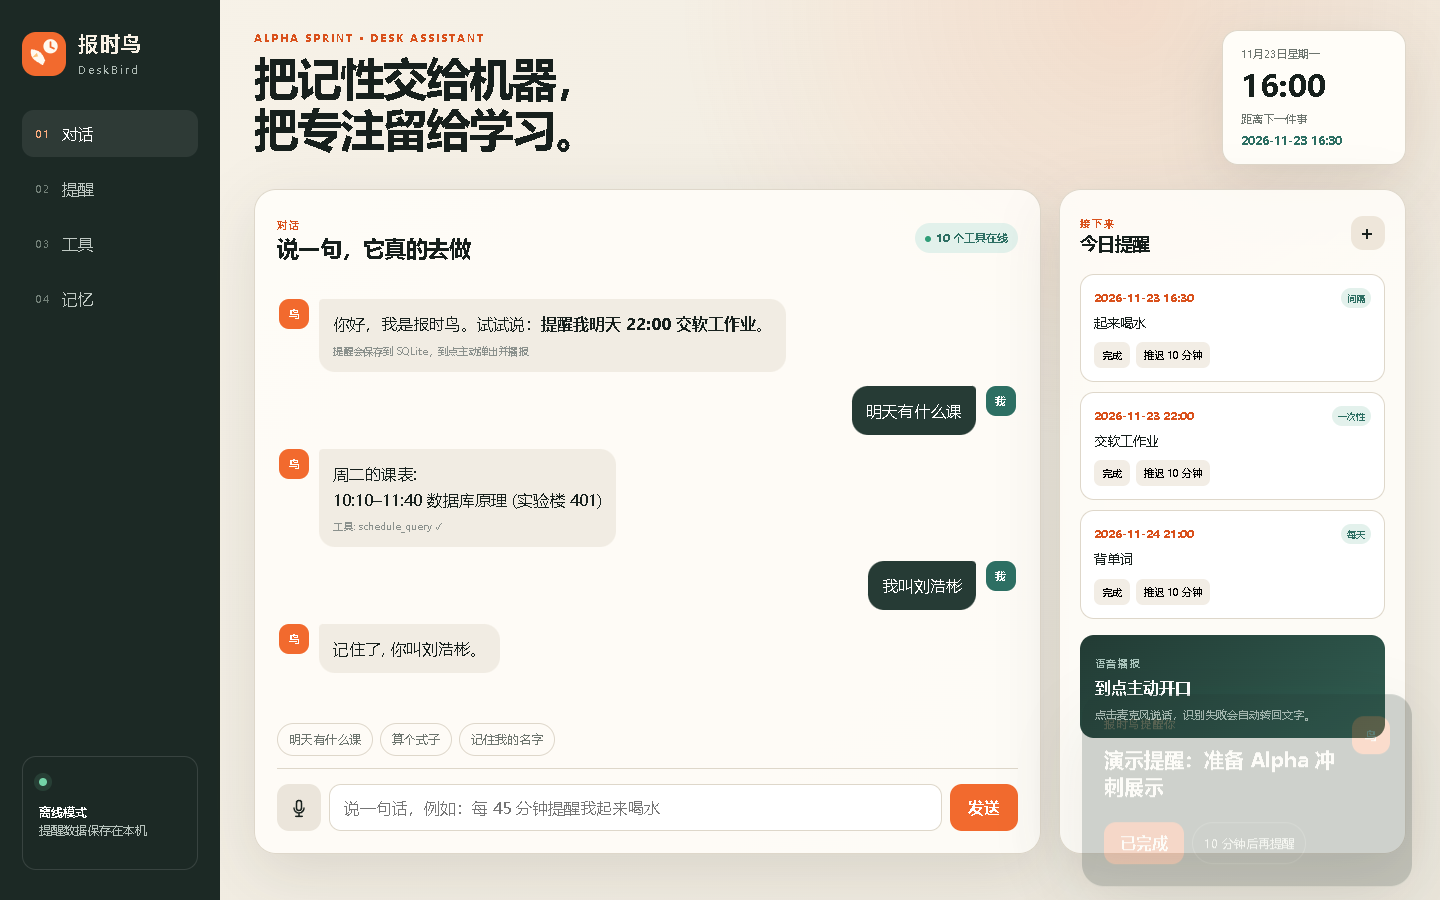 报时鸟
DeskBird
01 对话
02 提醒
03 工具
04 记忆
离线模式
提醒数据保存在本机
ALPHA SPRINT • DESK ASSISTANT
把记性交给机器，
把专注留给学习。
11月23日星期一
16:00
距离下一件事
2026-11-23 16:30
对话
说一句，它真的去做
10 个工具在线
鸟
你好，我是报时鸟。试试说：提醒我明天 22:00 交软工作业。
提醒会保存到 SQLite，到点主动弹出并播报
明天有什么课
我
鸟
周二的课表:
10:10–11:40 数据库原理 (实验楼 401)
工具: schedule_query ✓
我叫刘浩彬
我
鸟
记住了, 你叫刘浩彬。
明天有什么课
算个式子
记住我的名字
说一句话，例如：每 45 分钟提醒我起来喝水
发送
接下来
今日提醒
+
2026-11-23 16:30
间隔
起来喝水
完成
推迟 10 分钟
2026-11-23 22:00
一次性
交软工作业
完成
推迟 10 分钟
2026-11-24 21:00
每天
背单词
完成
推迟 10 分钟
语音播报
到点主动开口
点击麦克风说话，识别失败会自动转回文字。
报时鸟提醒你
鸟
演示提醒：准备 Alpha 冲
刺展示
已完成
10 分钟后再提醒